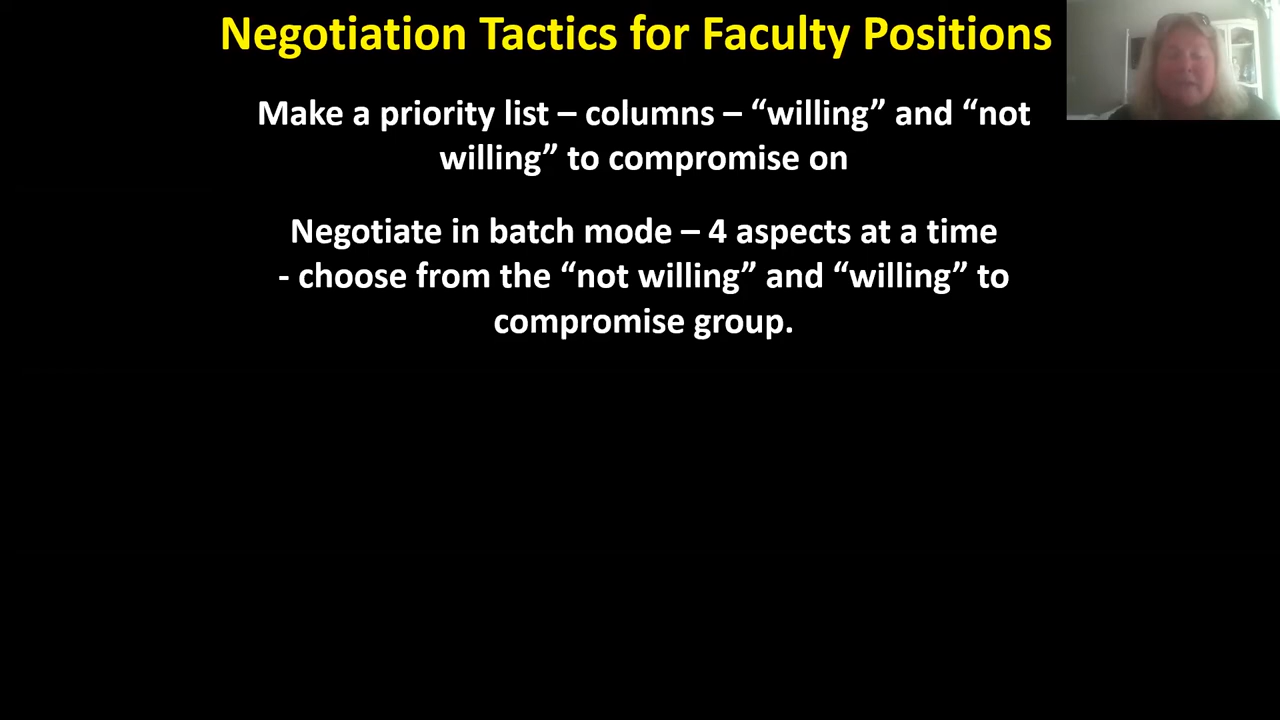 Negotiation Tactics for Faculty Positions
Make a priority list – columns – “willing” and “not
willing” to compromise on
Negotiate in batch mode – 4 aspects at a time
- choose from the “not willing” and “willing” to
compromise group.